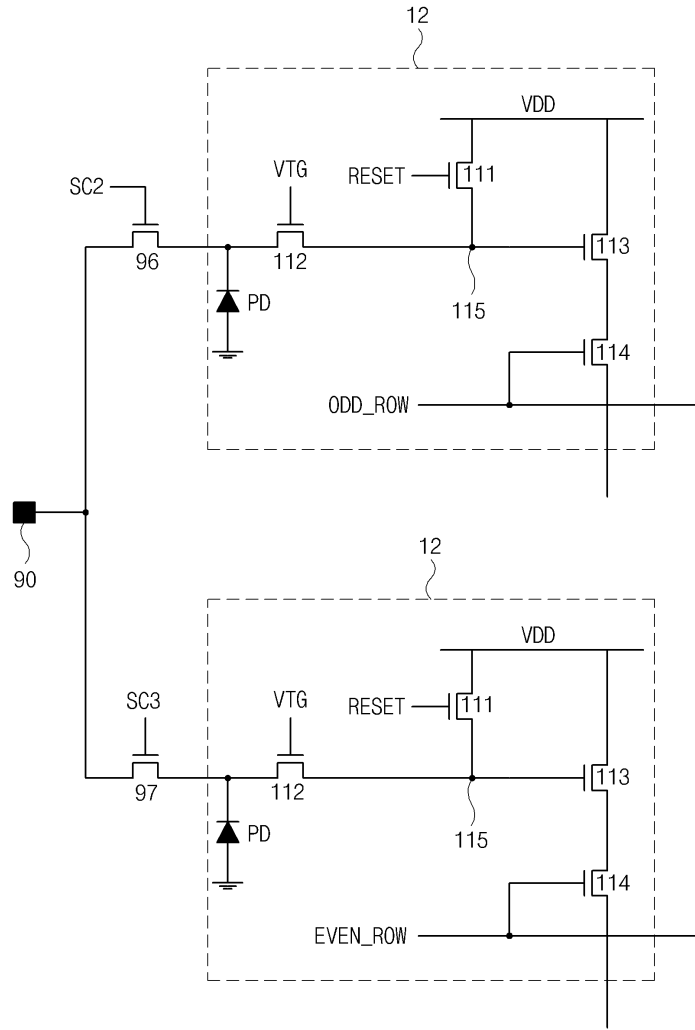 12
VDD
SC2
VTG
RESET
111
96
112
113
PD
115
114
ODD_ROW
90
12
VDD
SC3
VTG
RESET
111
97
112
113
PD
115
114
EVEN_ROW